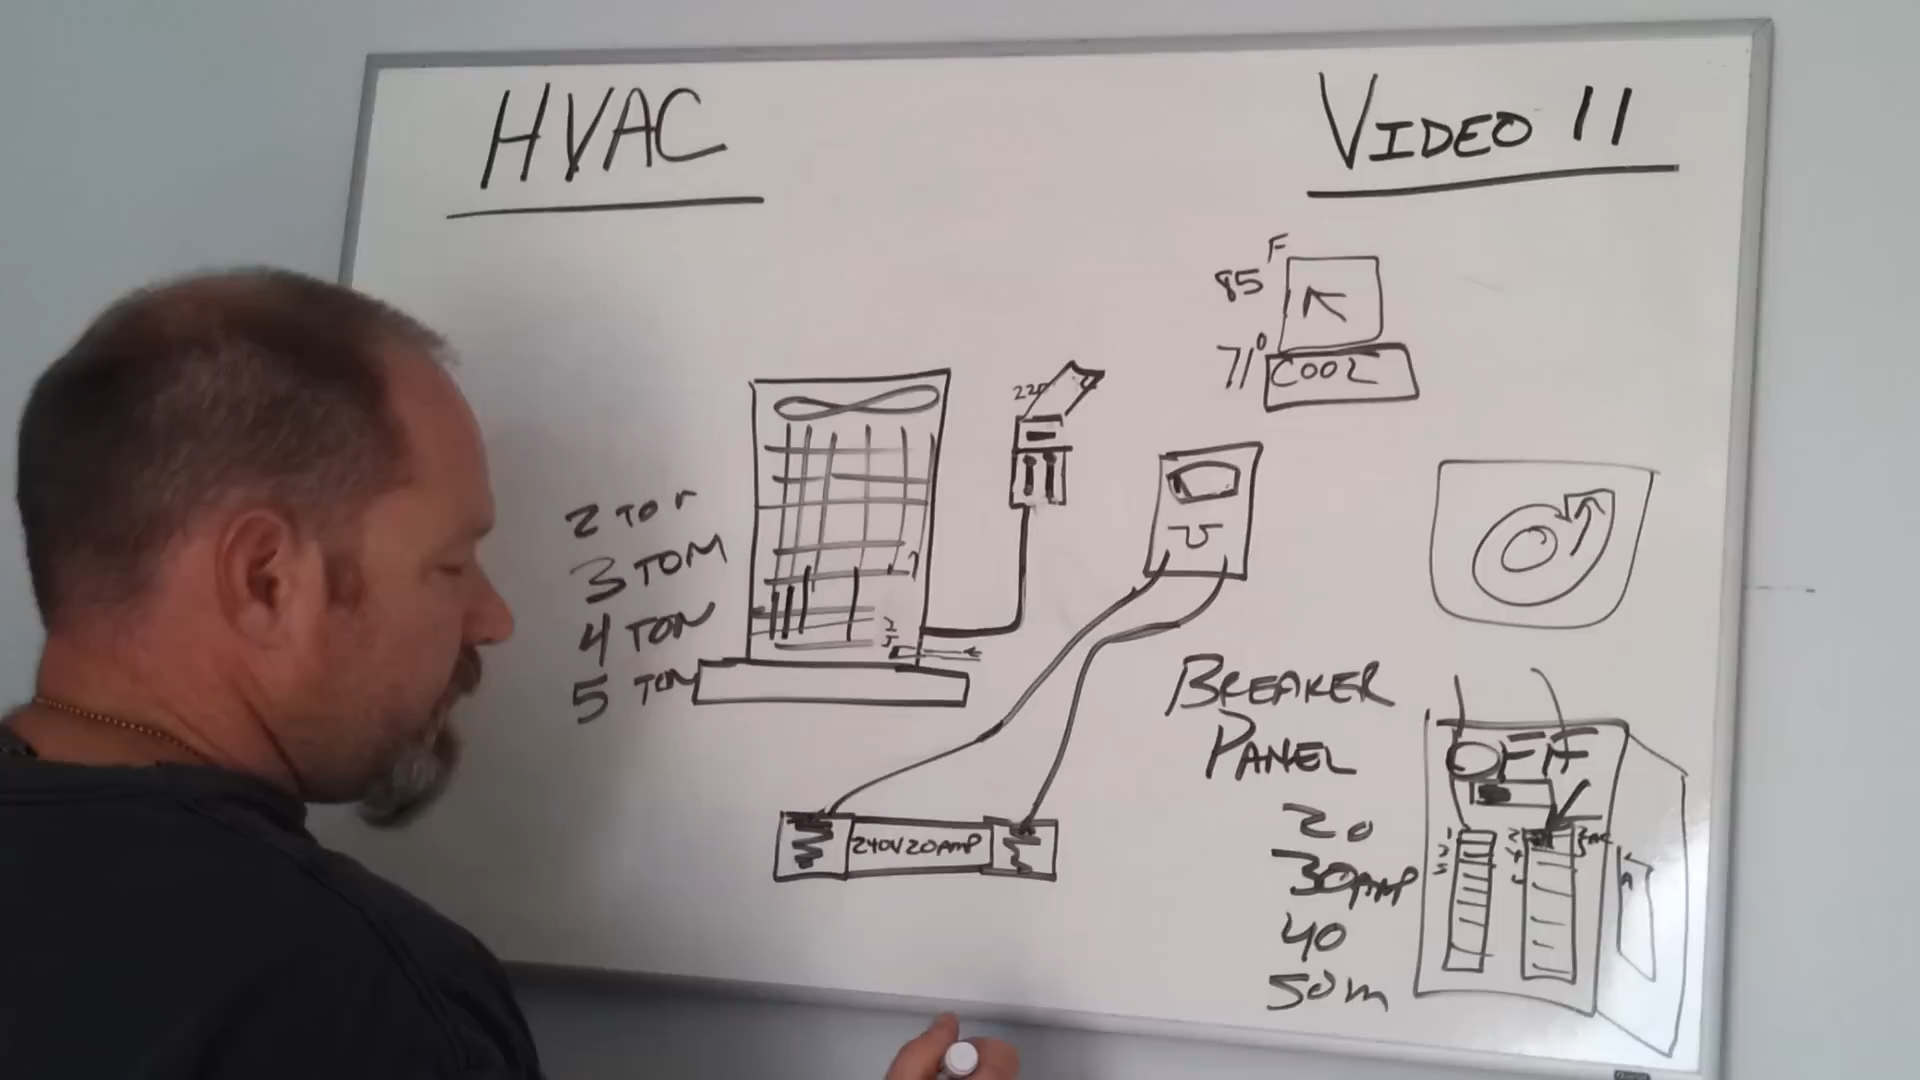 HVAC
VIDEO 11
F
85
71°
COOL
2 TON
3 TON
4 TON
5 TON
240V 20AMP
BREAKER
PANEL
OFF
20
30AMP
40
50